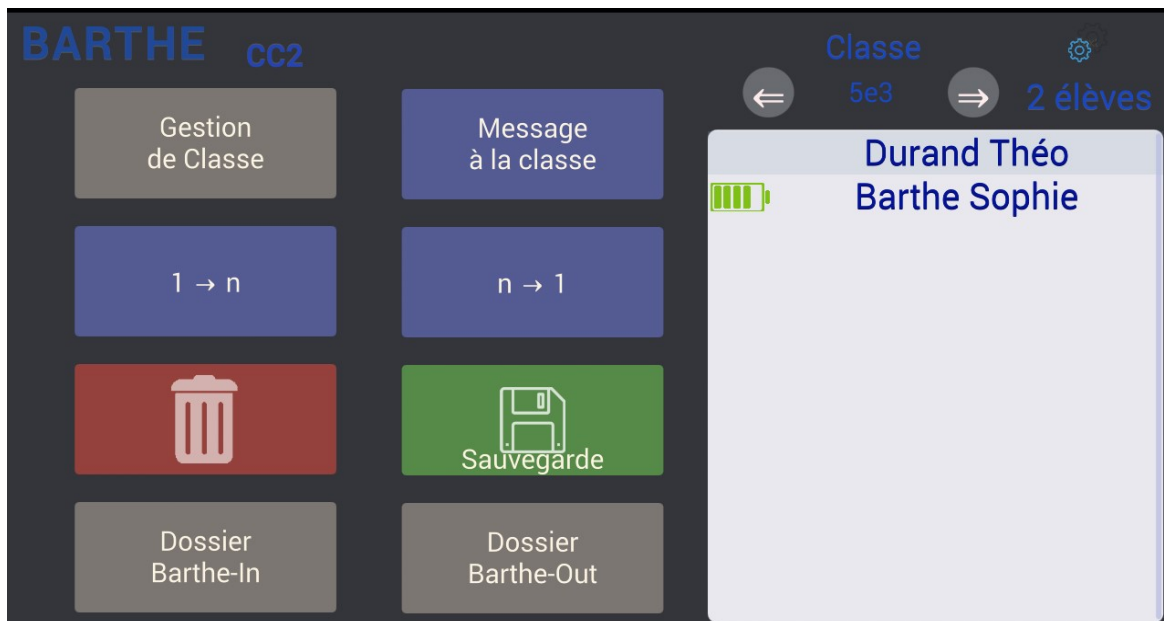 BARTHE CC2
Classe
⇐ 5e3 ⇒ 2 élèves
Gestion
de Classe
Message
à la classe
Durand Théo
Barthe Sophie
1 → n
n → 1
Sauvegarde
Dossier
Barthe-In
Dossier
Barthe-Out